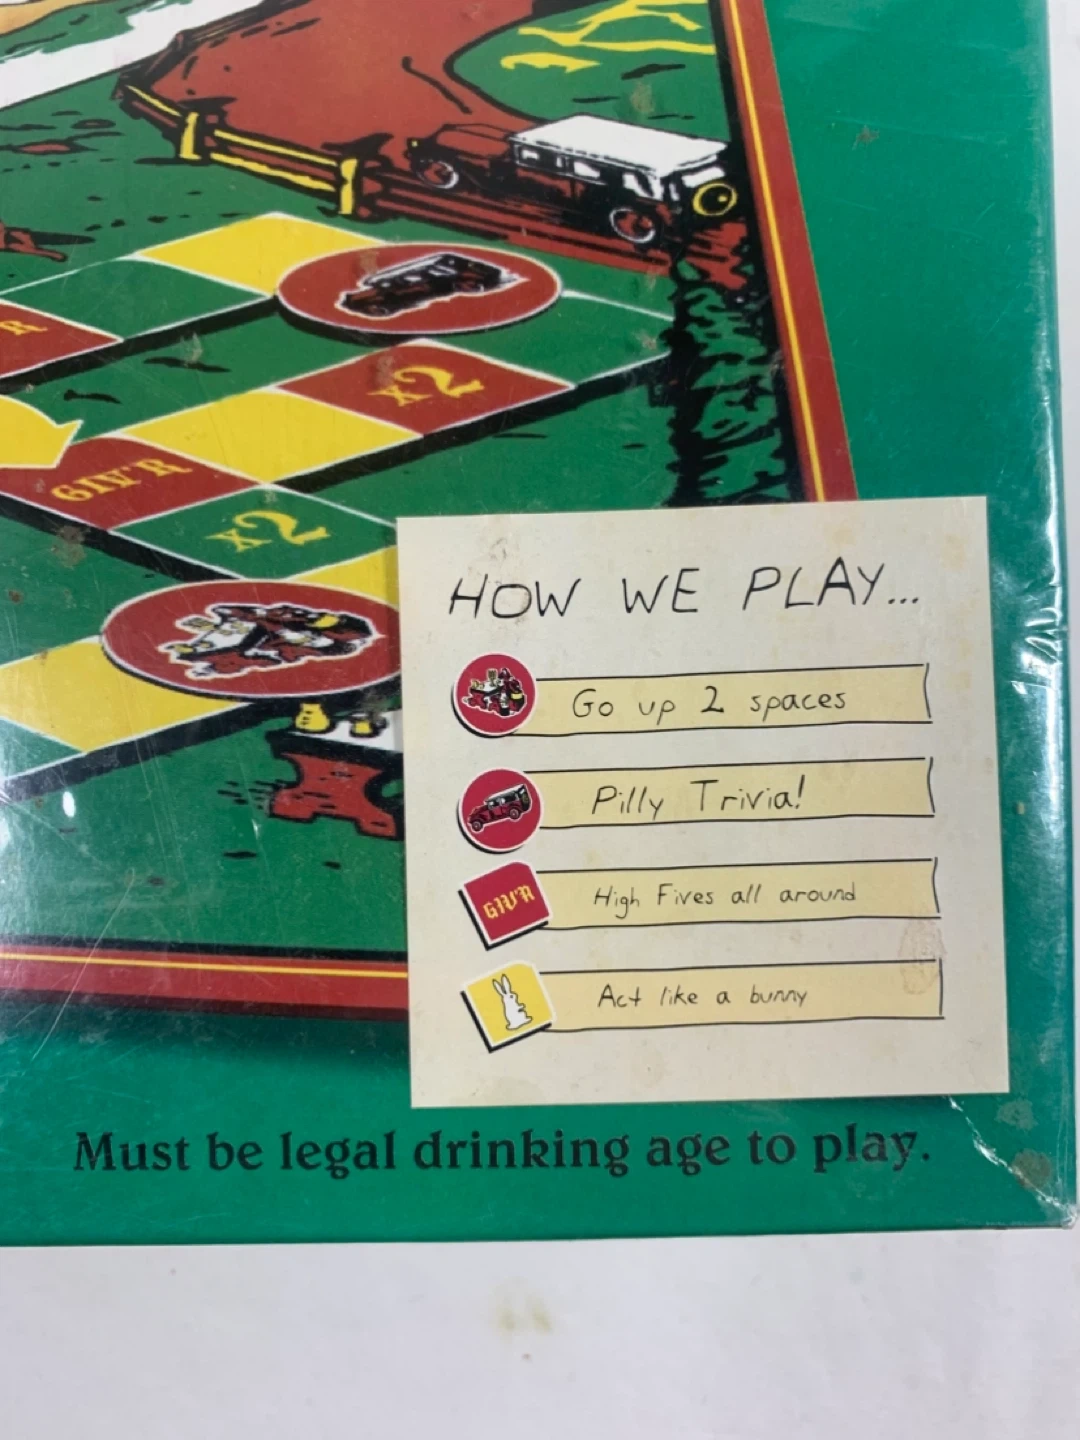 R
X2
GIV'R
X2
HOW WE PLAY...
Go up 2 spaces
Pilly Trivia!
GIV'R
High Fives all around
Act like a bunny
Must be legal drinking age to play.